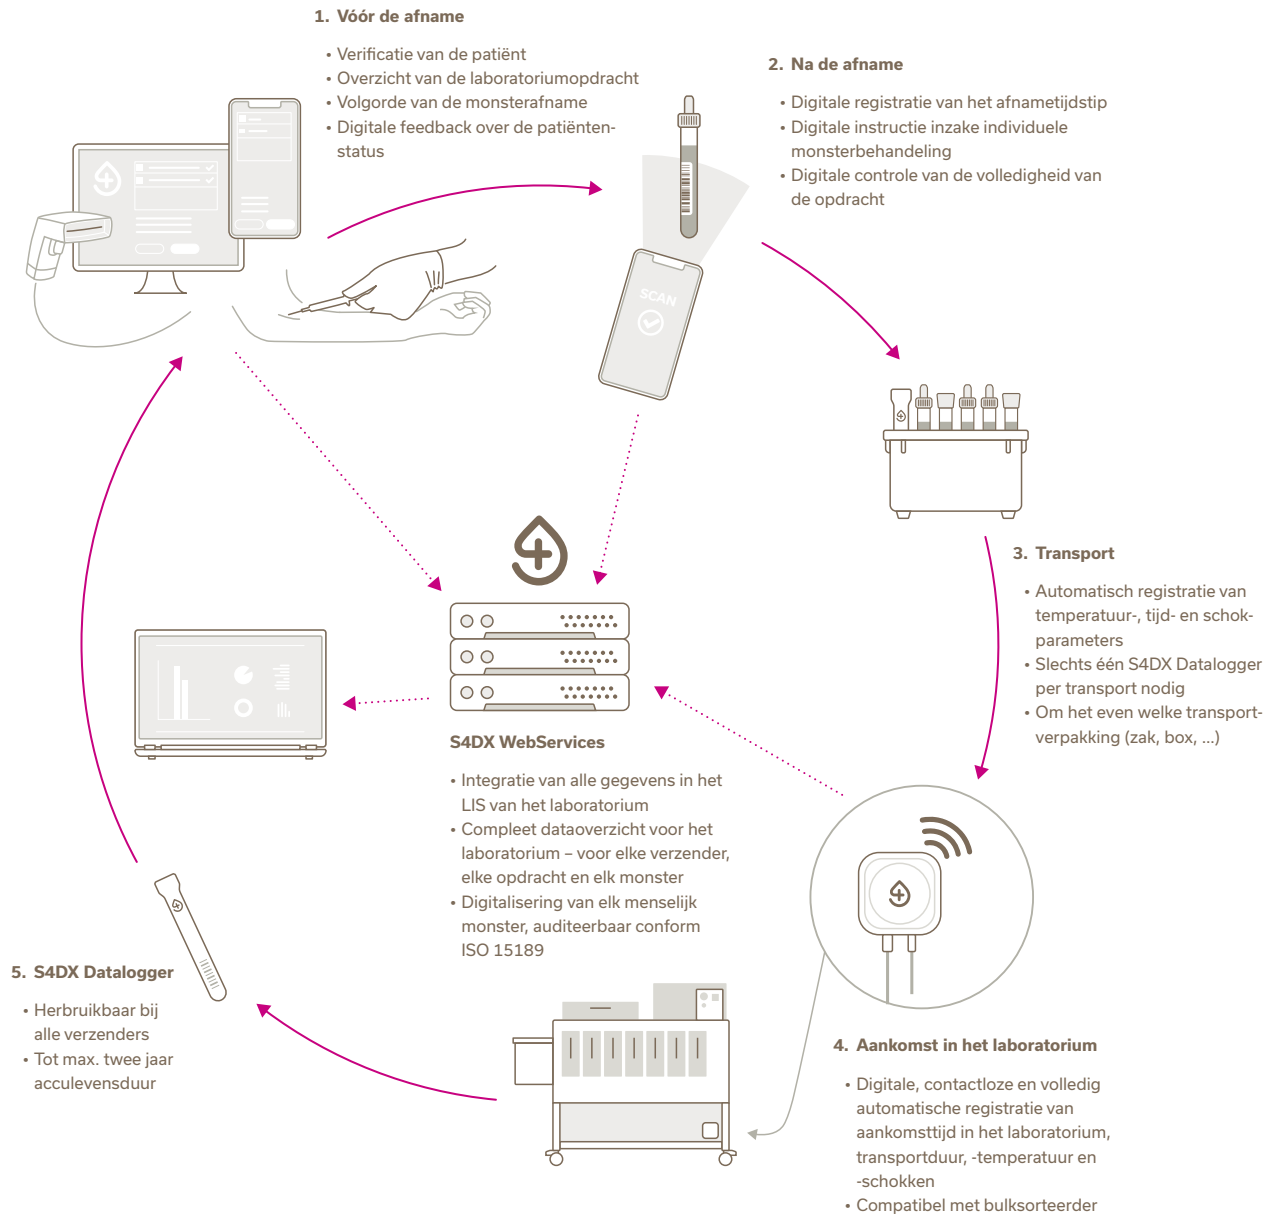 1. Vóór de afname
• Verificatie van de patiënt
• Overzicht van de laboratoriumopdracht
• Volgorde van de monsterafname
• Digitale feedback over de patiënten-
status
2. Na de afname
• Digitale registratie van het afnametijdstip
• Digitale instructie inzake individuele
monsterbehandeling
• Digitale controle van de volledigheid van
de opdracht
SCAN
3. Transport
• Automatisch registratie van
temperatuur-, tijd- en schok-
parameters
• Slechts één S4DX Datalogger
per transport nodig
• Om het even welke transport-
verpakking (zak, box, ...)
S4DX WebServices
• Integratie van alle gegevens in het
LIS van het laboratorium
• Compleet dataoverzicht voor het
laboratorium – voor elke verzender,
elke opdracht en elk monster
• Digitalisering van elk menselijk
monster, auditeerbaar conform
ISO 15189
4. Aankomst in het laboratorium
• Digitale, contactloze en volledig
automatische registratie van
aankomsttijd in het laboratorium,
transportduur, -temperatuur en
-schokken
• Compatibel met bulksorteerder
5. S4DX Datalogger
• Herbruikbaar bij
alle verzenders
• Tot max. twee jaar
acculevensduur